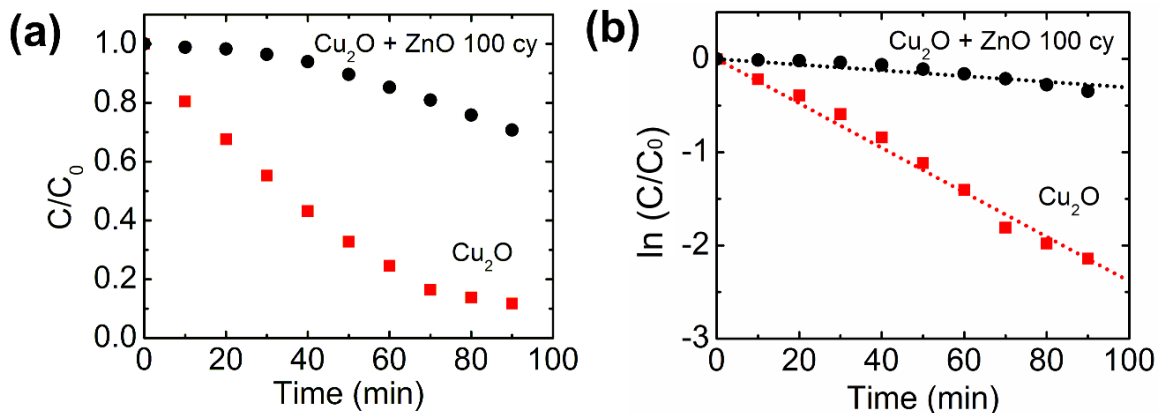 (a)
Cu₂O + ZnO 100 cy
1.0
0.8
0.6
0.4
0.2
0.0
C/C₀
Cu₂O
0 20 40 60 80 100
Time (min)
(b)
Cu₂O + ZnO 100 cy
0
-1
-2
-3
ln (C/C₀)
Cu₂O
0 20 40 60 80 100
Time (min)